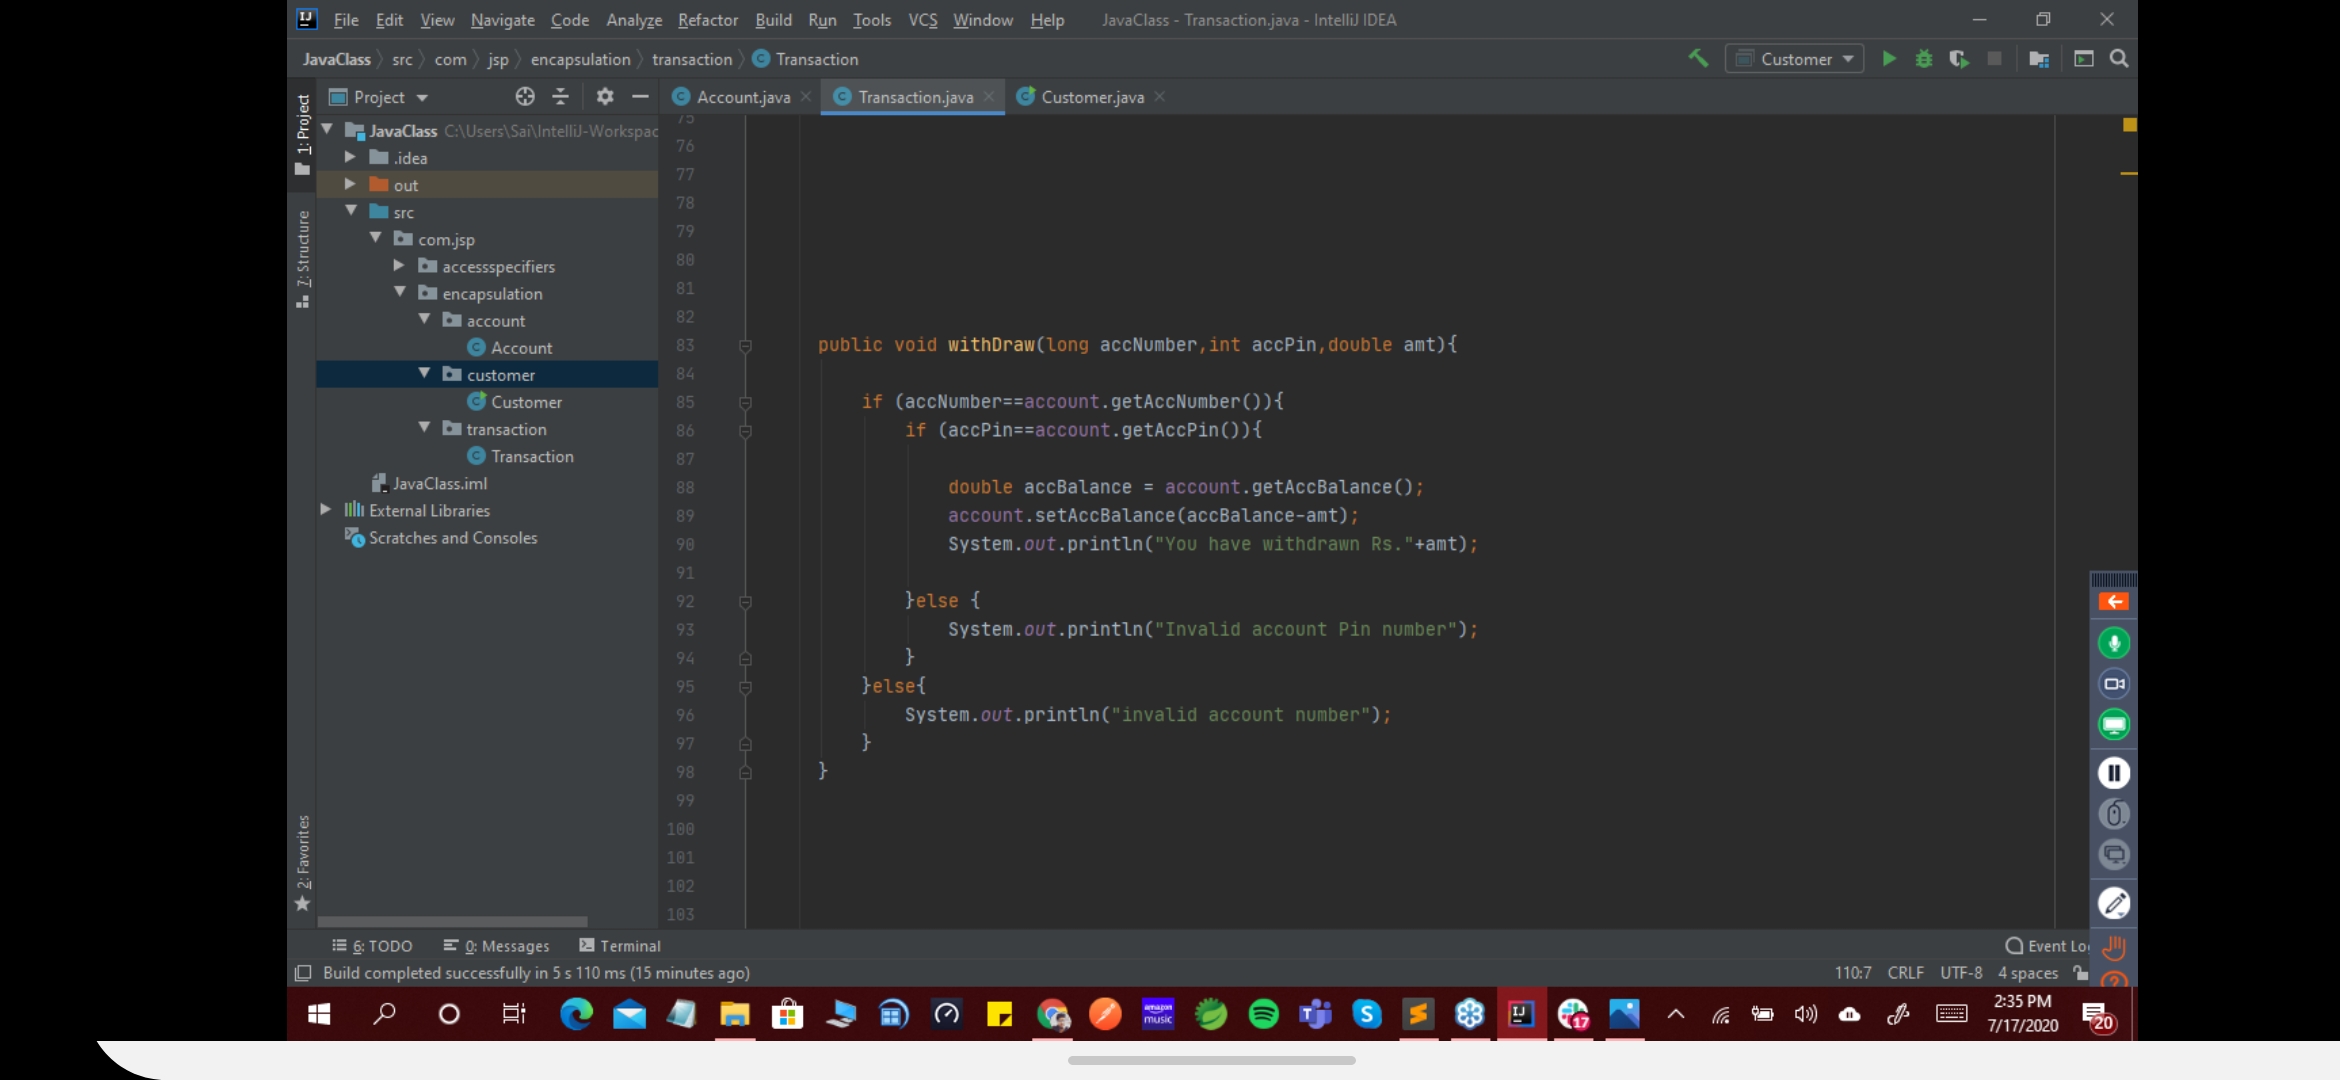 File Edit View Navigate Code Analyze Refactor Build Run Tools VCS Window Help JavaClass - Transaction.java - IntelliJ IDEA
JavaClass src com jsp encapsulation transaction Transaction
Customer
1: Project
7: Structure
2: Favorites
Project
Account.java Transaction.java Customer.java
JavaClass C:\Users\Sai\IntelliJ-Workspac
.idea
out
src
com.jsp
accessspecifiers
encapsulation
account
Account
customer
Customer
transaction
Transaction
JavaClass.iml
External Libraries
Scratches and Consoles
75
76
77
78
79
80
81
82
83 public void withDraw(long accNumber,int accPin,double amt){
84
85 if (accNumber==account.getAccNumber()){
86 if (accPin==account.getAccPin()){
87
88 double accBalance = account.getAccBalance();
89 account.setAccBalance(accBalance-amt);
90 System.out.println("You have withdrawn Rs."+amt);
91
92 }else {
93 System.out.println("Invalid account Pin number");
94 }
95 }else{
96 System.out.println("invalid account number");
97 }
98 }
99
100
101
102
103
6: TODO 0: Messages Terminal Event Lo
Build completed successfully in 5 s 110 ms (15 minutes ago) 110:7 CRLF UTF-8 4 spaces
amazon music
17
2:35 PM
7/17/2020
20